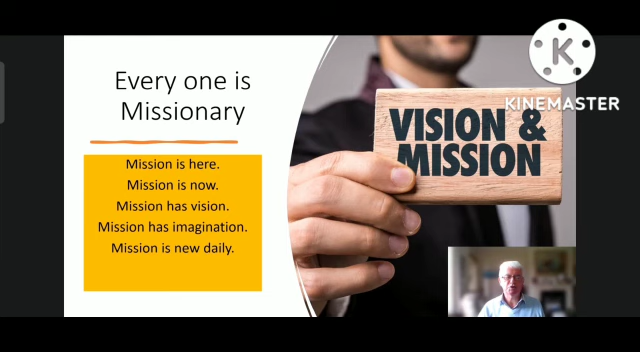 Every one is
Missionary
Mission is here.
Mission is now.
Mission has vision.
Mission has imagination.
Mission is new daily.
VISION &
MISSION
K
KINEMASTER